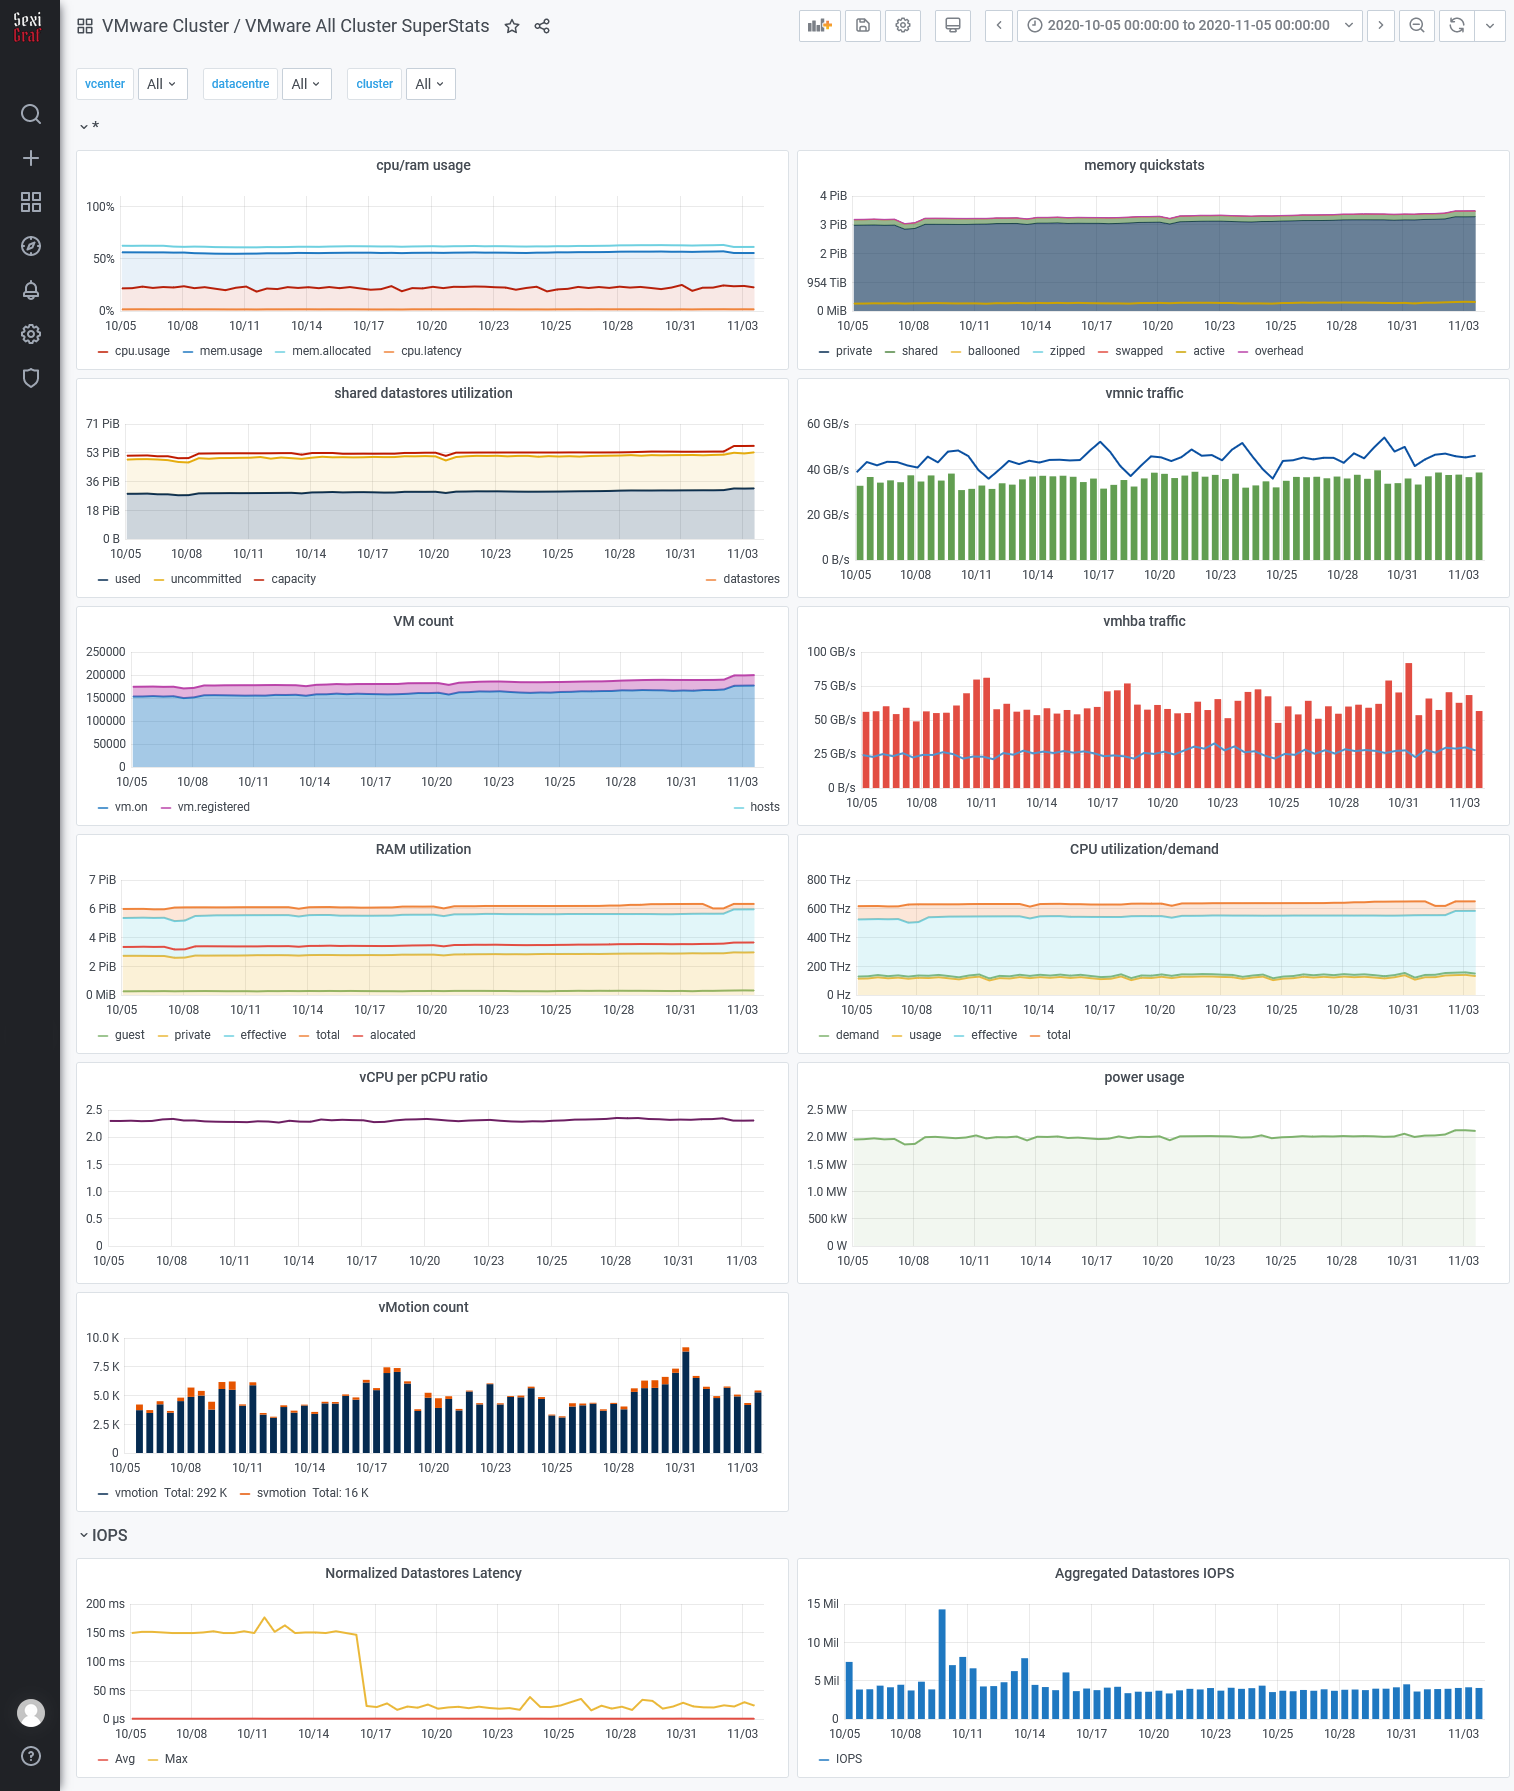 Sexi
Graf
VMware Cluster / VMware All Cluster SuperStats
2020-10-05 00:00:00 to 2020-11-05 00:00:00
vcenter All datacentre All cluster All
*
cpu/ram usage
100%
50%
0%
10/05 10/08 10/11 10/14 10/17 10/20 10/23 10/25 10/28 10/31 11/03
cpu.usage mem.usage mem.allocated cpu.latency
memory quickstats
4 PiB
3 PiB
2 PiB
954 TiB
0 MiB
10/05 10/08 10/11 10/14 10/17 10/20 10/23 10/25 10/28 10/31 11/03
private shared ballooned zipped swapped active overhead
shared datastores utilization
71 PiB
53 PiB
36 PiB
18 PiB
0 B
10/05 10/08 10/11 10/14 10/17 10/20 10/23 10/25 10/28 10/31 11/03
used uncommitted capacity datastores
vmnic traffic
60 GB/s
40 GB/s
20 GB/s
0 B/s
10/05 10/08 10/11 10/14 10/17 10/20 10/23 10/25 10/28 10/31 11/03
VM count
250000
200000
150000
100000
50000
0
10/05 10/08 10/11 10/14 10/17 10/20 10/23 10/25 10/28 10/31 11/03
vm.on vm.registered hosts
vmhba traffic
100 GB/s
75 GB/s
50 GB/s
25 GB/s
0 B/s
10/05 10/08 10/11 10/14 10/17 10/20 10/23 10/25 10/28 10/31 11/03
RAM utilization
7 PiB
6 PiB
4 PiB
2 PiB
0 MiB
10/05 10/08 10/11 10/14 10/17 10/20 10/23 10/25 10/28 10/31 11/03
guest private effective total alocated
CPU utilization/demand
800 THz
600 THz
400 THz
200 THz
0 Hz
10/05 10/08 10/11 10/14 10/17 10/20 10/23 10/25 10/28 10/31 11/03
demand usage effective total
vCPU per pCPU ratio
2.5
2.0
1.5
1.0
0.5
0
10/05 10/08 10/11 10/14 10/17 10/20 10/23 10/25 10/28 10/31 11/03
power usage
2.5 MW
2.0 MW
1.5 MW
1.0 MW
500 kW
0 W
10/05 10/08 10/11 10/14 10/17 10/20 10/23 10/25 10/28 10/31 11/03
vMotion count
10.0 K
7.5 K
5.0 K
2.5 K
0
10/05 10/08 10/11 10/14 10/17 10/20 10/23 10/25 10/28 10/31 11/03
vmotion Total: 292 K svmotion Total: 16 K
IOPS
Normalized Datastores Latency
200 ms
150 ms
100 ms
50 ms
0 µs
10/05 10/08 10/11 10/14 10/17 10/20 10/23 10/25 10/28 10/31 11/03
Avg Max
Aggregated Datastores IOPS
15 Mil
10 Mil
5 Mil
0
10/05 10/08 10/11 10/14 10/17 10/20 10/23 10/25 10/28 10/31 11/03
IOPS